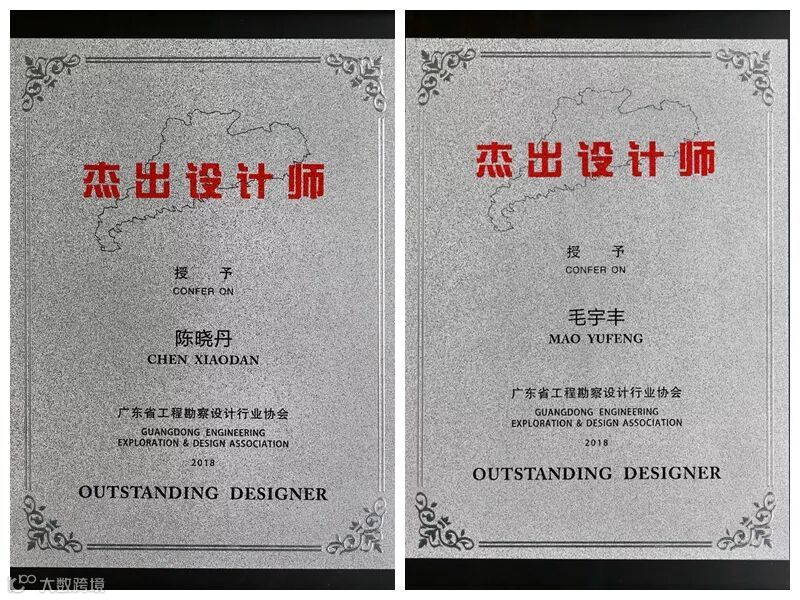 杰出设计师
授 予
CONFER ON
陈晓丹
CHEN XIAODAN
广东省工程勘察设计行业协会
GUANGDONG ENGINEERING
EXPLORATION & DESIGN ASSOCIATION
2018
OUTSTANDING DESIGNER
杰出设计师
授 予
CONFER ON
毛宇丰
MAO YUFENG
广东省工程勘察设计行业协会
GUANGDONG ENGINEERING
EXPLORATION & DESIGN ASSOCIATION
2018
OUTSTANDING DESIGNER
大数跨境